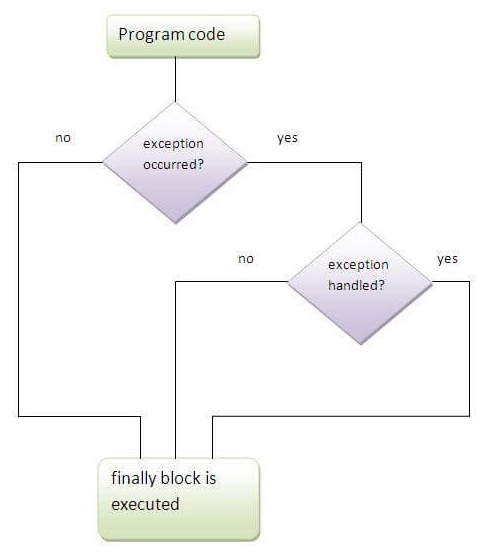 Program code
no
exception
occurred?
yes
no
exception
handled?
yes
finally block is
executed